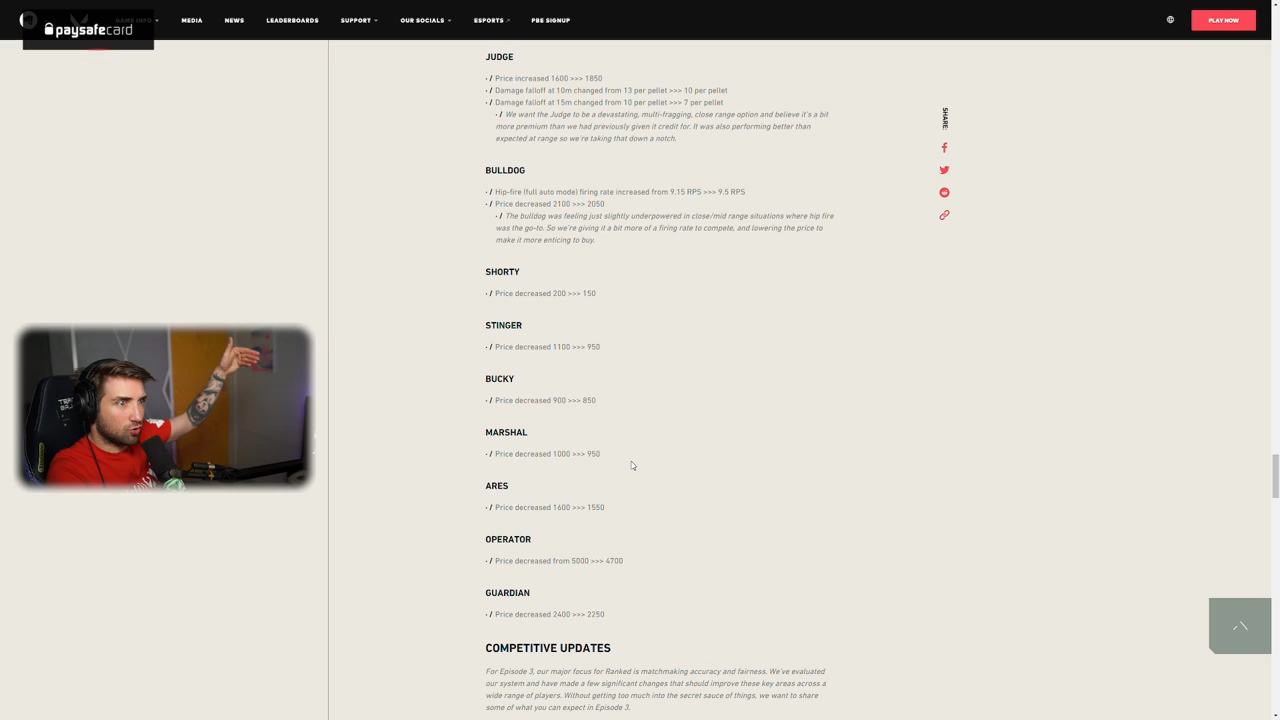 paysafecard
GAME INFO
MEDIA
NEWS
LEADERBOARDS
SUPPORT
OUR SOCIALS
ESPORTS
PBE SIGNUP
PLAY NOW
JUDGE
/ Price increased 1600 >>> 1850
/ Damage falloff at 10m changed from 13 per pellet >>> 10 per pellet
/ Damage falloff at 15m changed from 10 per pellet >>> 7 per pellet
/ We want the Judge to be a devastating, multi-fragging, close range option and believe it's a bit
more premium than we had previously given it credit for. It was also performing better than
expected at range so we're taking that down a notch.
SHARE:
BULLDOG
/ Hip-fire (full auto mode) firing rate increased from 9.15 RPS >>> 9.5 RPS
/ Price decreased 2100 >>> 2050
/ The bulldog was feeling just slightly underpowered in close/mid range situations where hip fire
was the go-to. So we're giving it a bit more of a firing rate to compete, and lowering the price to
make it more enticing to buy.
SHORTY
/ Price decreased 200 >>> 150
STINGER
/ Price decreased 1100 >>> 950
BUCKY
/ Price decreased 900 >>> 850
MARSHAL
/ Price decreased 1000 >>> 950
ARES
/ Price decreased 1600 >>> 1550
OPERATOR
/ Price decreased from 5000 >>> 4700
GUARDIAN
/ Price decreased 2400 >>> 2250
COMPETITIVE UPDATES
For Episode 3, our major focus for Ranked is matchmaking accuracy and fairness. We've evaluated
our system and have made a few significant changes that should improve these key areas across a
wide range of players. Without getting too much into the secret sauce of things, we want to share
some of what you can expect in Episode 3.